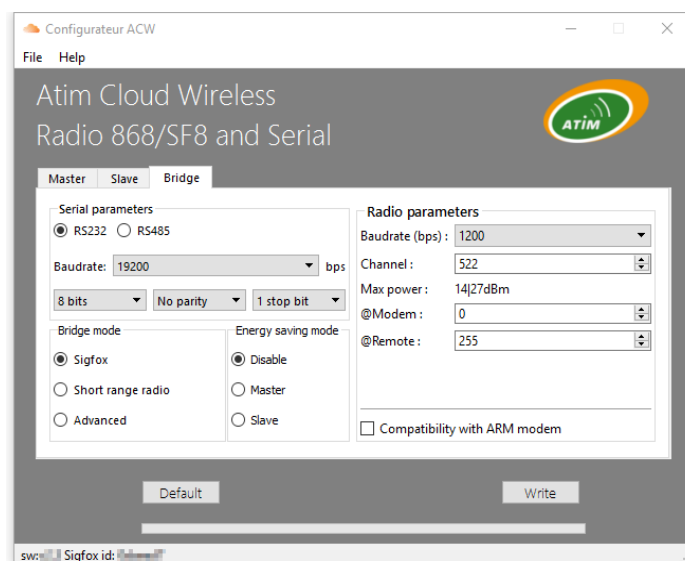 Configurateur ACW
File Help
Atim Cloud Wireless
Radio 868/SF8 and Serial
ATIM
Master Slave Bridge
Serial parameters
RS232 RS485
Baudrate: 19200 bps
8 bits No parity 1 stop bit
Bridge mode
Sigfox
Short range radio
Advanced
Energy saving mode
Disable
Master
Slave
Radio parameters
Baudrate (bps) : 1200
Channel : 522
Max power : 14|27dBm
@Modem : 0
@Remote : 255
Compatibility with ARM modem
Default Write
sw: Sigfox id: